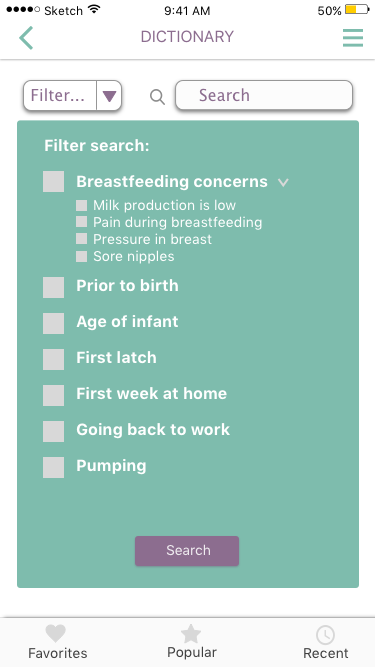 Sketch 9:41 AM 50%
DICTIONARY
Filter... Search
Filter search:
Breastfeeding concerns
Milk production is low
Pain during breastfeeding
Pressure in breast
Sore nipples
Prior to birth
Age of infant
First latch
First week at home
Going back to work
Pumping
Search
Favorites Popular Recent